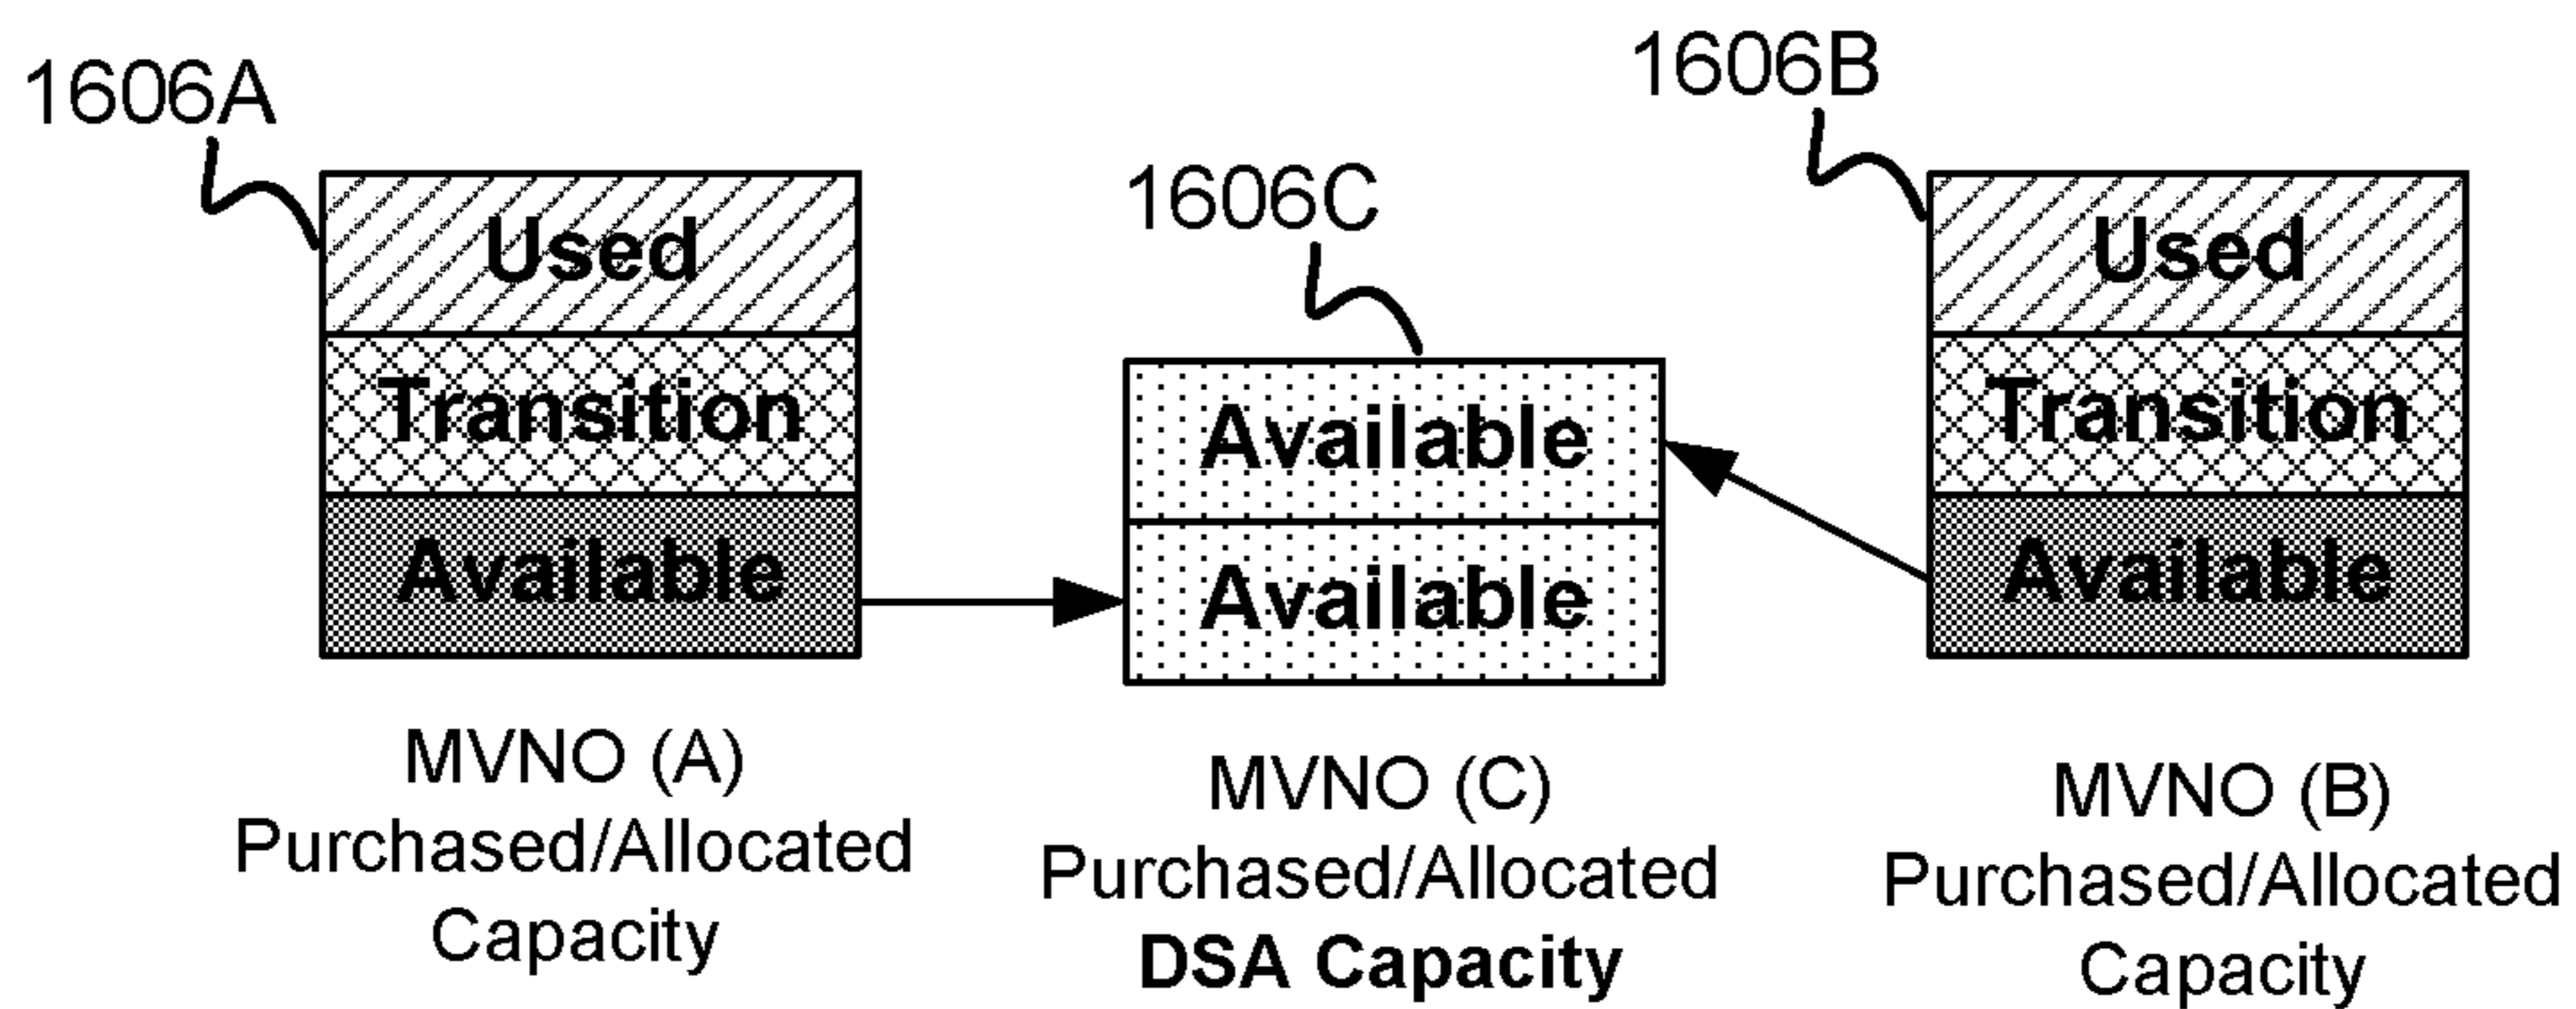 1606A
Used
Transition
Available
MVNO (A)
Purchased/Allocated
Capacity
1606C
Available
Available
MVNO (C)
Purchased/Allocated
DSA Capacity
1606B
Used
Transition
Available
MVNO (B)
Purchased/Allocated
Capacity